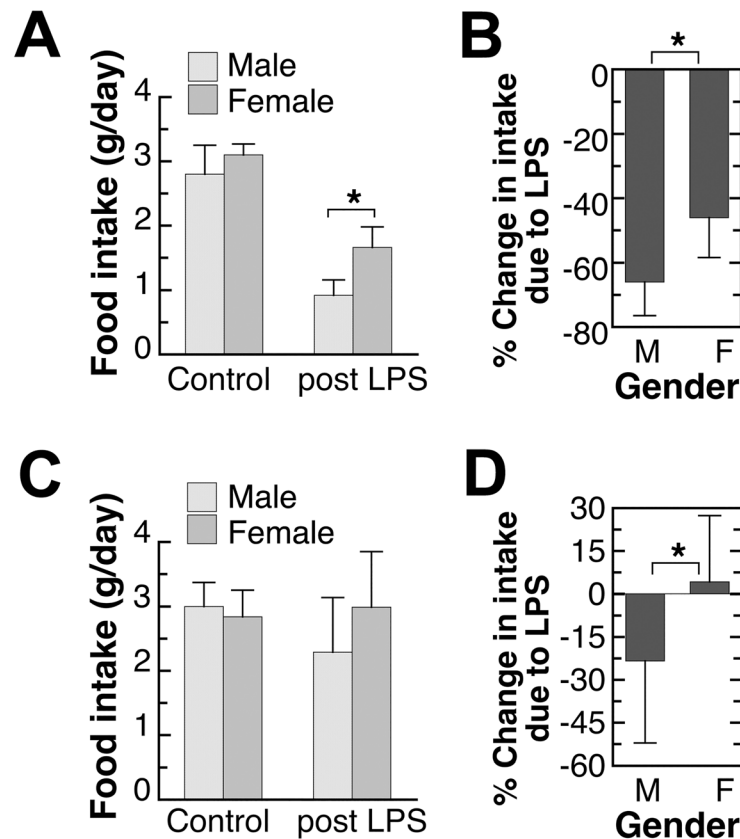 A
Male
Female
Food intake (g/day)
4
3
2
1
0
*
Control
post LPS
B
*
% Change in intake
due to LPS
0
-20
-40
-60
-80
M
F
Gender
C
Male
Female
Food intake (g/day)
4
3
2
1
0
Control
post LPS
D
*
% Change in intake
due to LPS
30
15
0
-15
-30
-45
-60
M
F
Gender